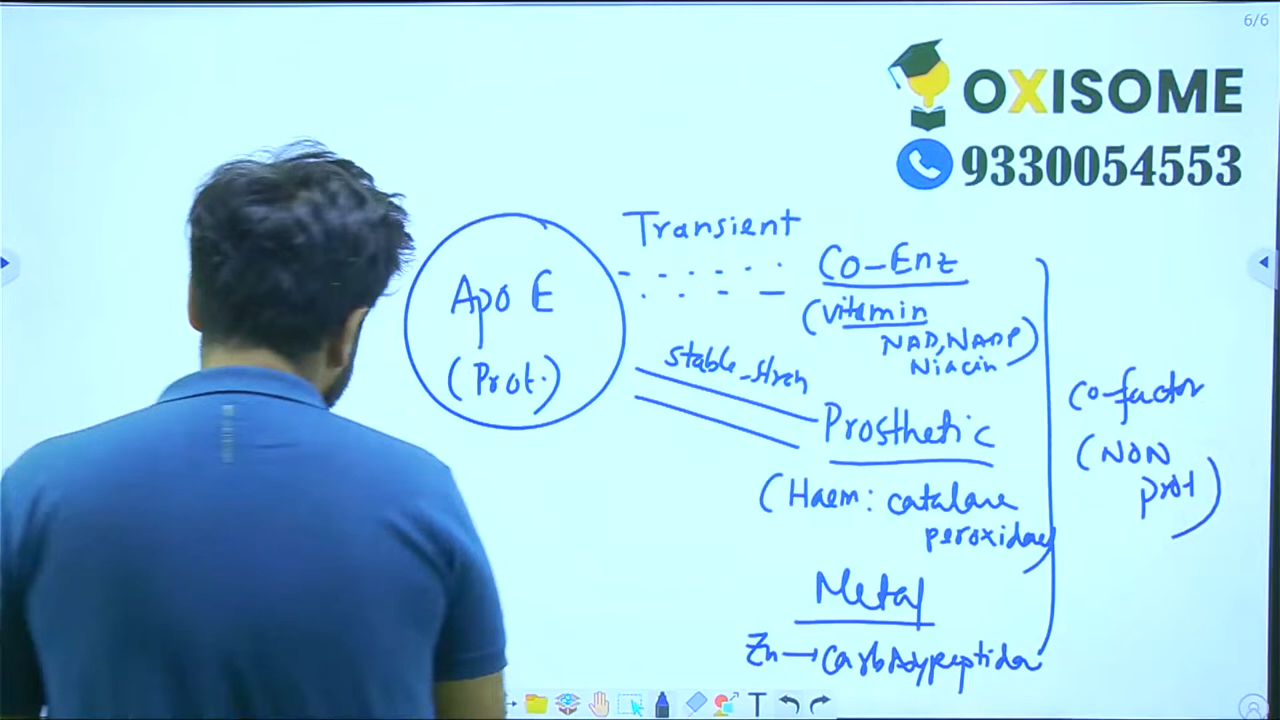 6/6
OXISOME
9330054553
Transient
Co-Enz
(vitamin
NAD, NADP)
Niacin
Apo E
(Prot.)
stable
Prosthetic
(Haem: catalase
peroxidase)
Co-factor
(NON
prot)
Metal
Zn → Carboxypeptidase
T